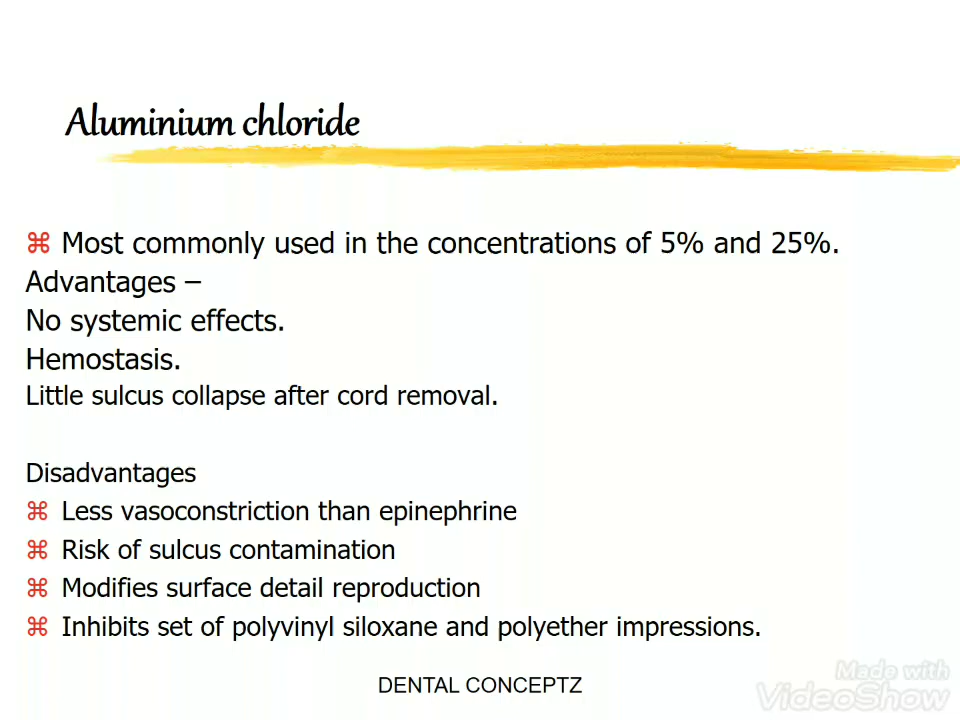 Aluminium chloride
⌘ Most commonly used in the concentrations of 5% and 25%.
Advantages –
No systemic effects.
Hemostasis.
Little sulcus collapse after cord removal.
Disadvantages
⌘ Less vasoconstriction than epinephrine
⌘ Risk of sulcus contamination
⌘ Modifies surface detail reproduction
⌘ Inhibits set of polyvinyl siloxane and polyether impressions.
DENTAL CONCEPTZ
Made with
VideoShow